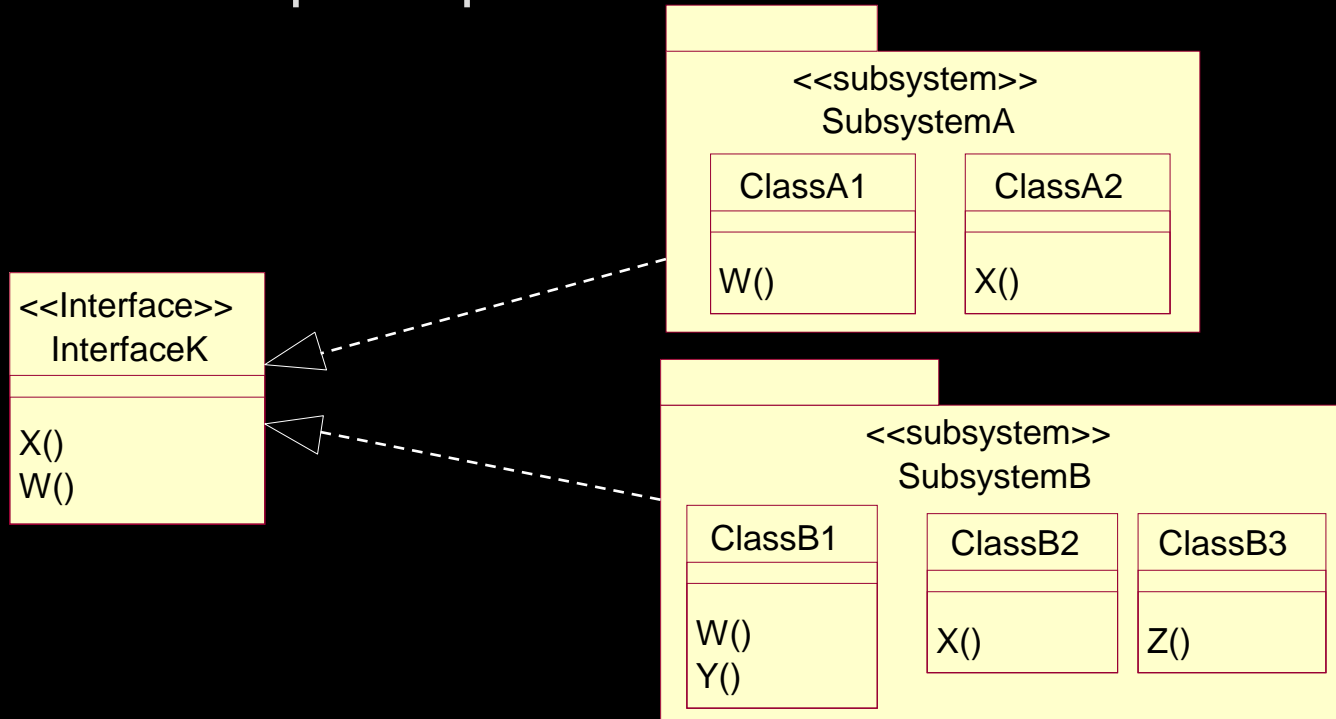 <<subsystem>>
SubsystemA
ClassA1
W()
ClassA2
X()
<<Interface>>
InterfaceK
X()
W()
<<subsystem>>
SubsystemB
ClassB1
W()
Y()
ClassB2
X()
ClassB3
Z()